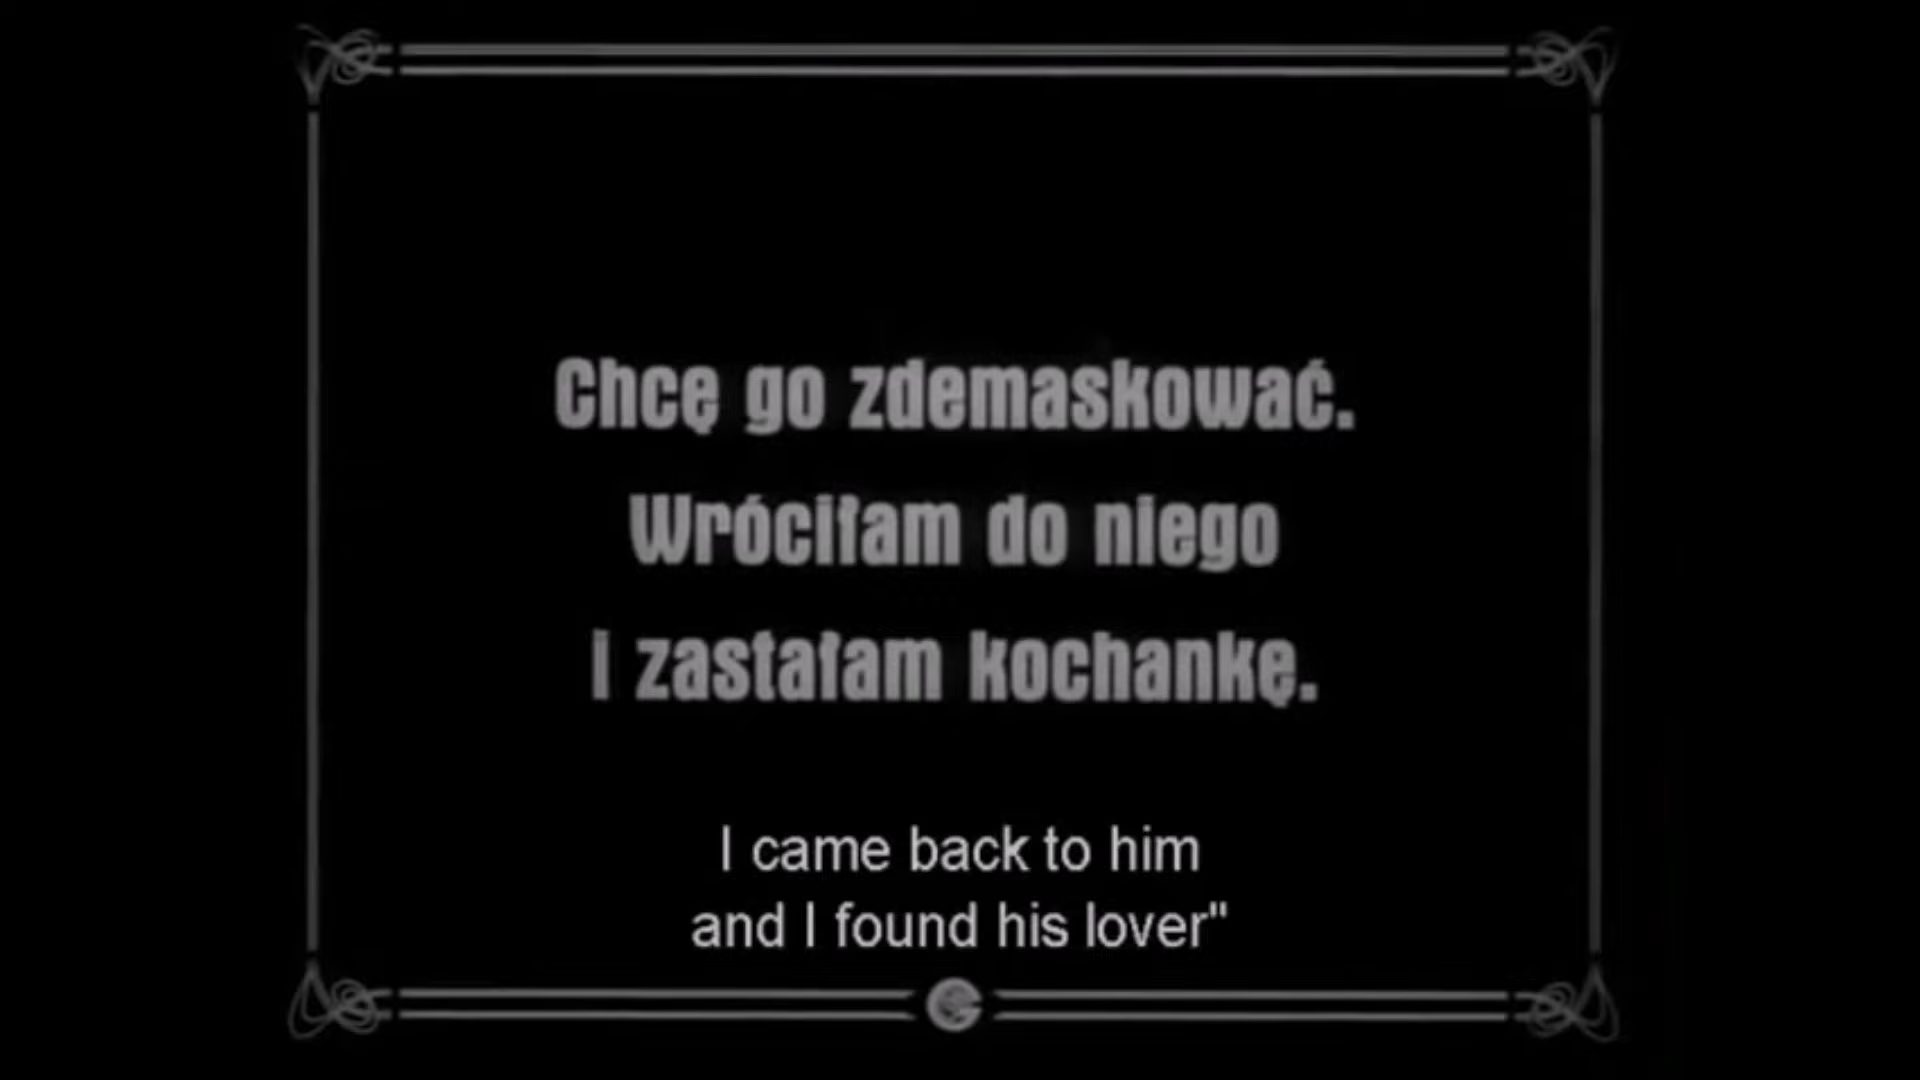 Chcę go zdemaskować.
Wróciłam do niego
i zastałam kochankę.
I came back to him
and I found his lover"